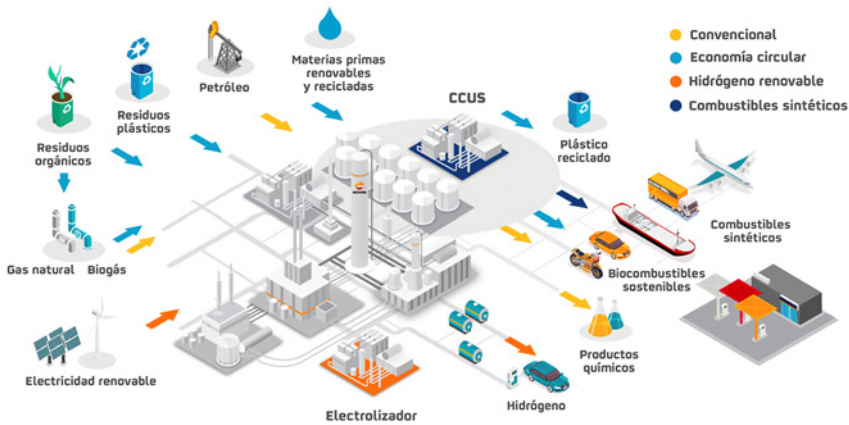 Convencional
Economía circular
Hidrógeno renovable
Combustibles sintéticos
Petróleo
Materias primas
renovables
y recicladas
Residuos
plásticos
Residuos
orgánicos
CCUS
Plástico
reciclado
Gas natural
Biogás
Combustibles
sintéticos
Biocombustibles
sostenibles
Productos
químicos
Electricidad renovable
Hidrógeno
Electrolizador